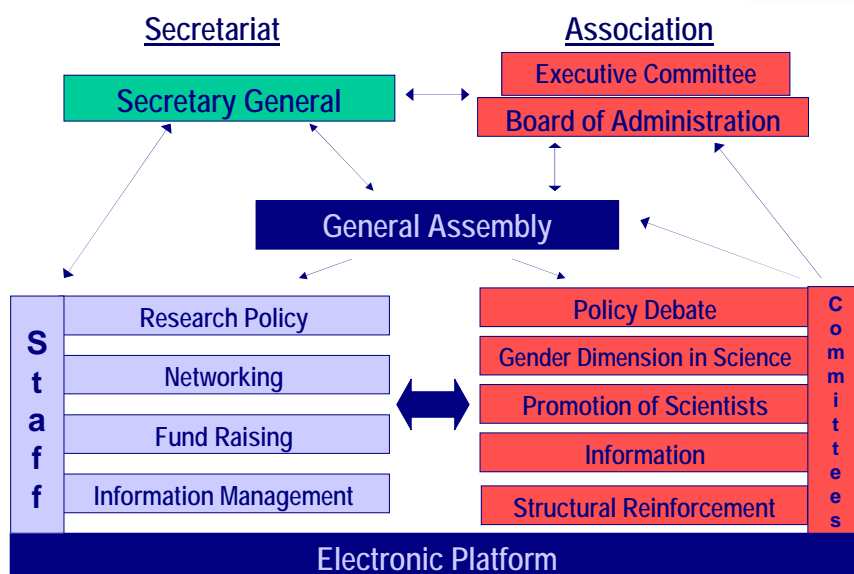 Secretariat
Association
Executive Committee
Secretary General
Board of Administration
General Assembly
Staff
Research Policy
Networking
Fund Raising
Information Management
Policy Debate
Gender Dimension in Science
Promotion of Scientists
Information
Structural Reinforcement
Committees
Electronic Platform